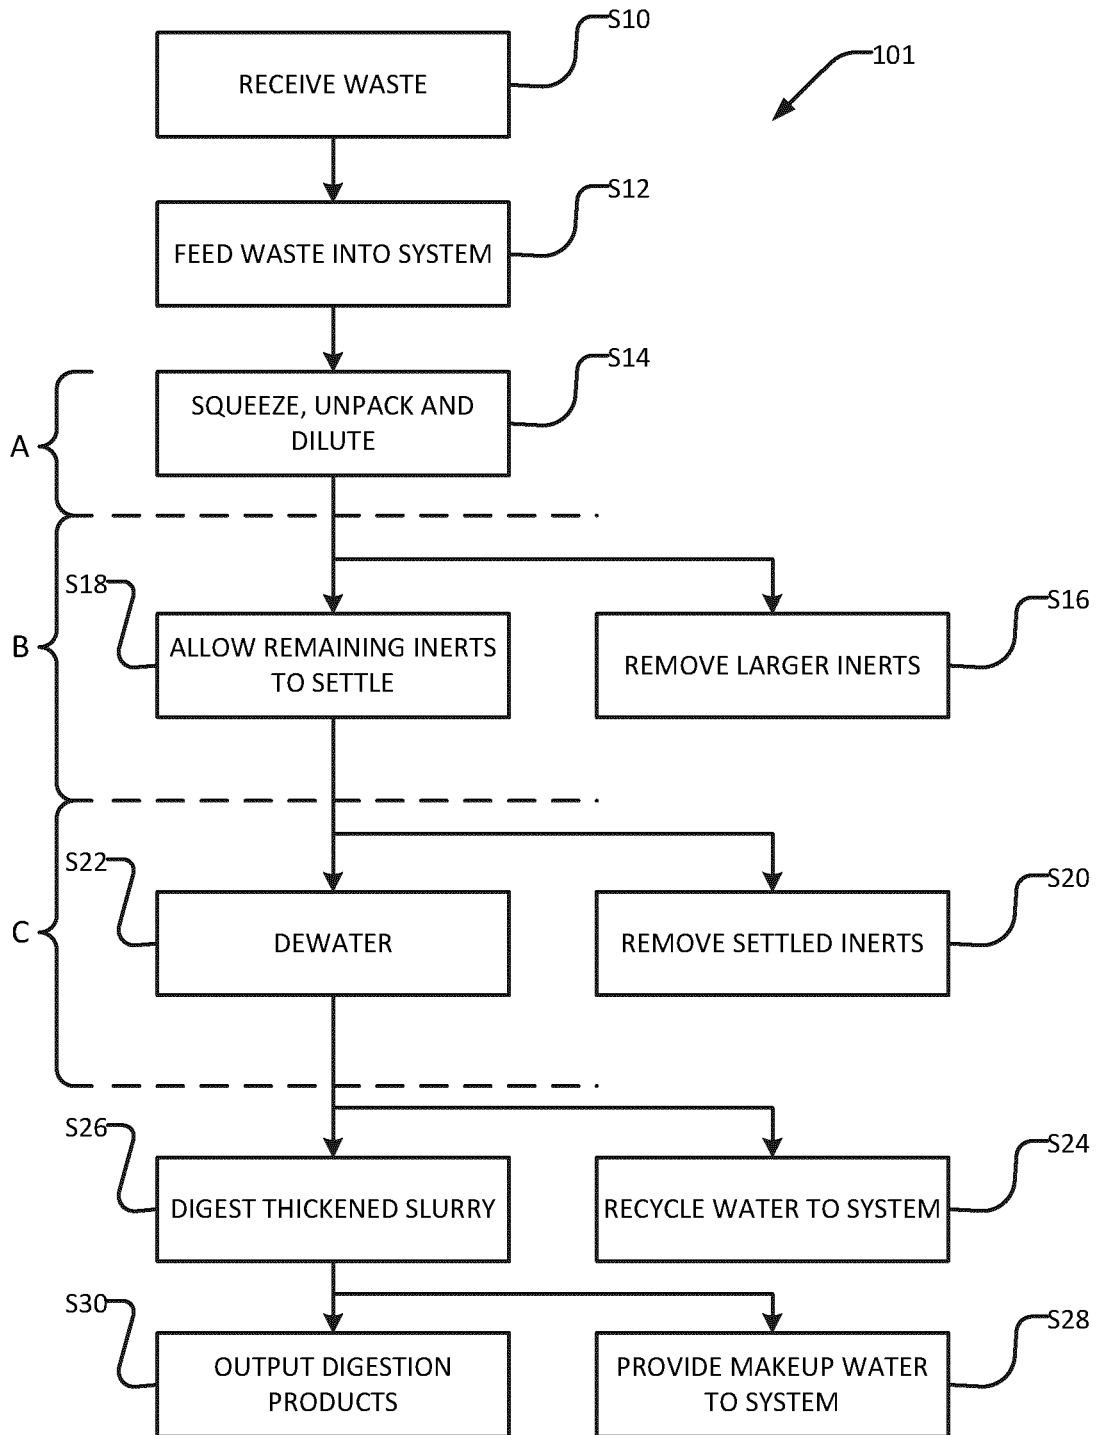 S10
RECEIVE WASTE
101
S12
FEED WASTE INTO SYSTEM
S14
SQUEEZE, UNPACK AND
DILUTE
A
S18
S16
B
ALLOW REMAINING INERTS
TO SETTLE
REMOVE LARGER INERTS
S22
S20
C
DEWATER
REMOVE SETTLED INERTS
S26
S24
DIGEST THICKENED SLURRY
RECYCLE WATER TO SYSTEM
S30
S28
OUTPUT DIGESTION
PRODUCTS
PROVIDE MAKEUP WATER
TO SYSTEM